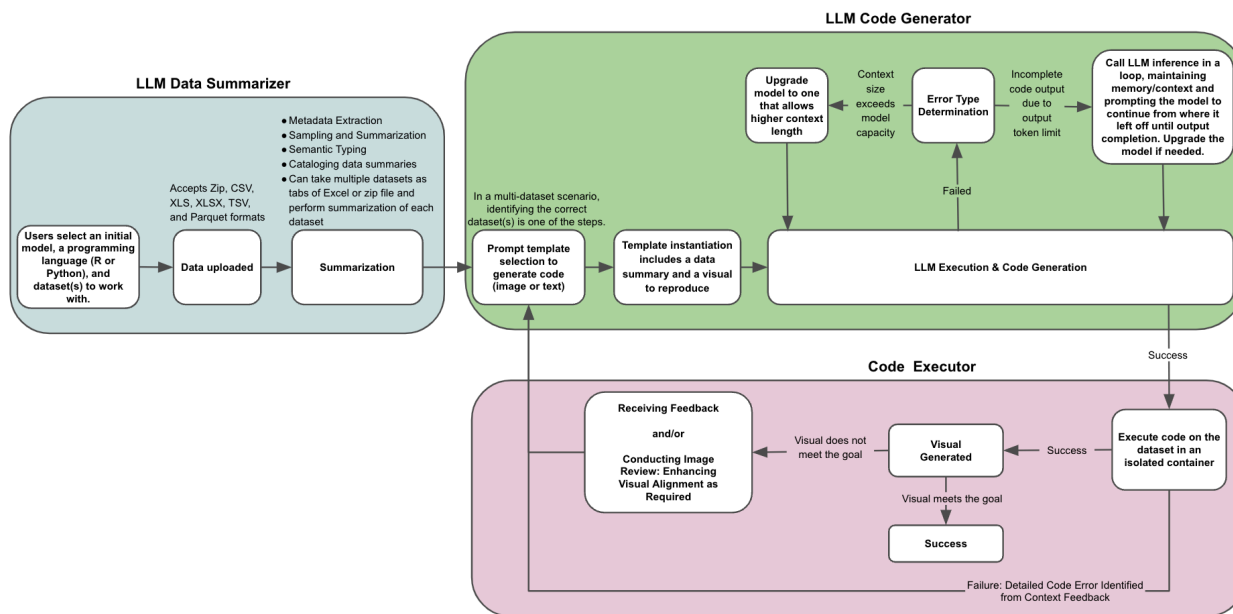 LLM Code Generator
LLM Data Summarizer
● Metadata Extraction
● Sampling and Summarization
● Semantic Typing
● Cataloging data summaries
● Can take multiple datasets as
tabs of Excel or zip file and
perform summarization of each
dataset
Accepts Zip, CSV,
XLS, XLSX, TSV,
and Parquet formats
Users select an initial
model, a programming
language (R or
Python), and
dataset(s) to work
with.
Data uploaded
Summarization
In a multi-dataset scenario,
identifying the correct
dataset(s) is one of the steps.
Prompt template
selection to
generate code
(image or text)
Template instantiation
includes a data
summary and a visual
to reproduce
Upgrade
model to one
that allows
higher context
length
Context
size
exceeds
model
capacity
Error Type
Determination
Incomplete
code output
due to
output
token limit
Call LLM inference in a
loop, maintaining
memory/context and
prompting the model to
continue from where it
left off until output
completion. Upgrade the
model if needed.
Failed
LLM Execution & Code Generation
Success
Code Executor
Receiving Feedback
and/or
Conducting Image
Review: Enhancing
Visual Alignment as
Required
Visual does not
meet the goal
Visual
Generated
Success
Execute code on the
dataset in an
isolated container
Visual meets the goal
Success
Failure: Detailed Code Error Identified
from Context Feedback